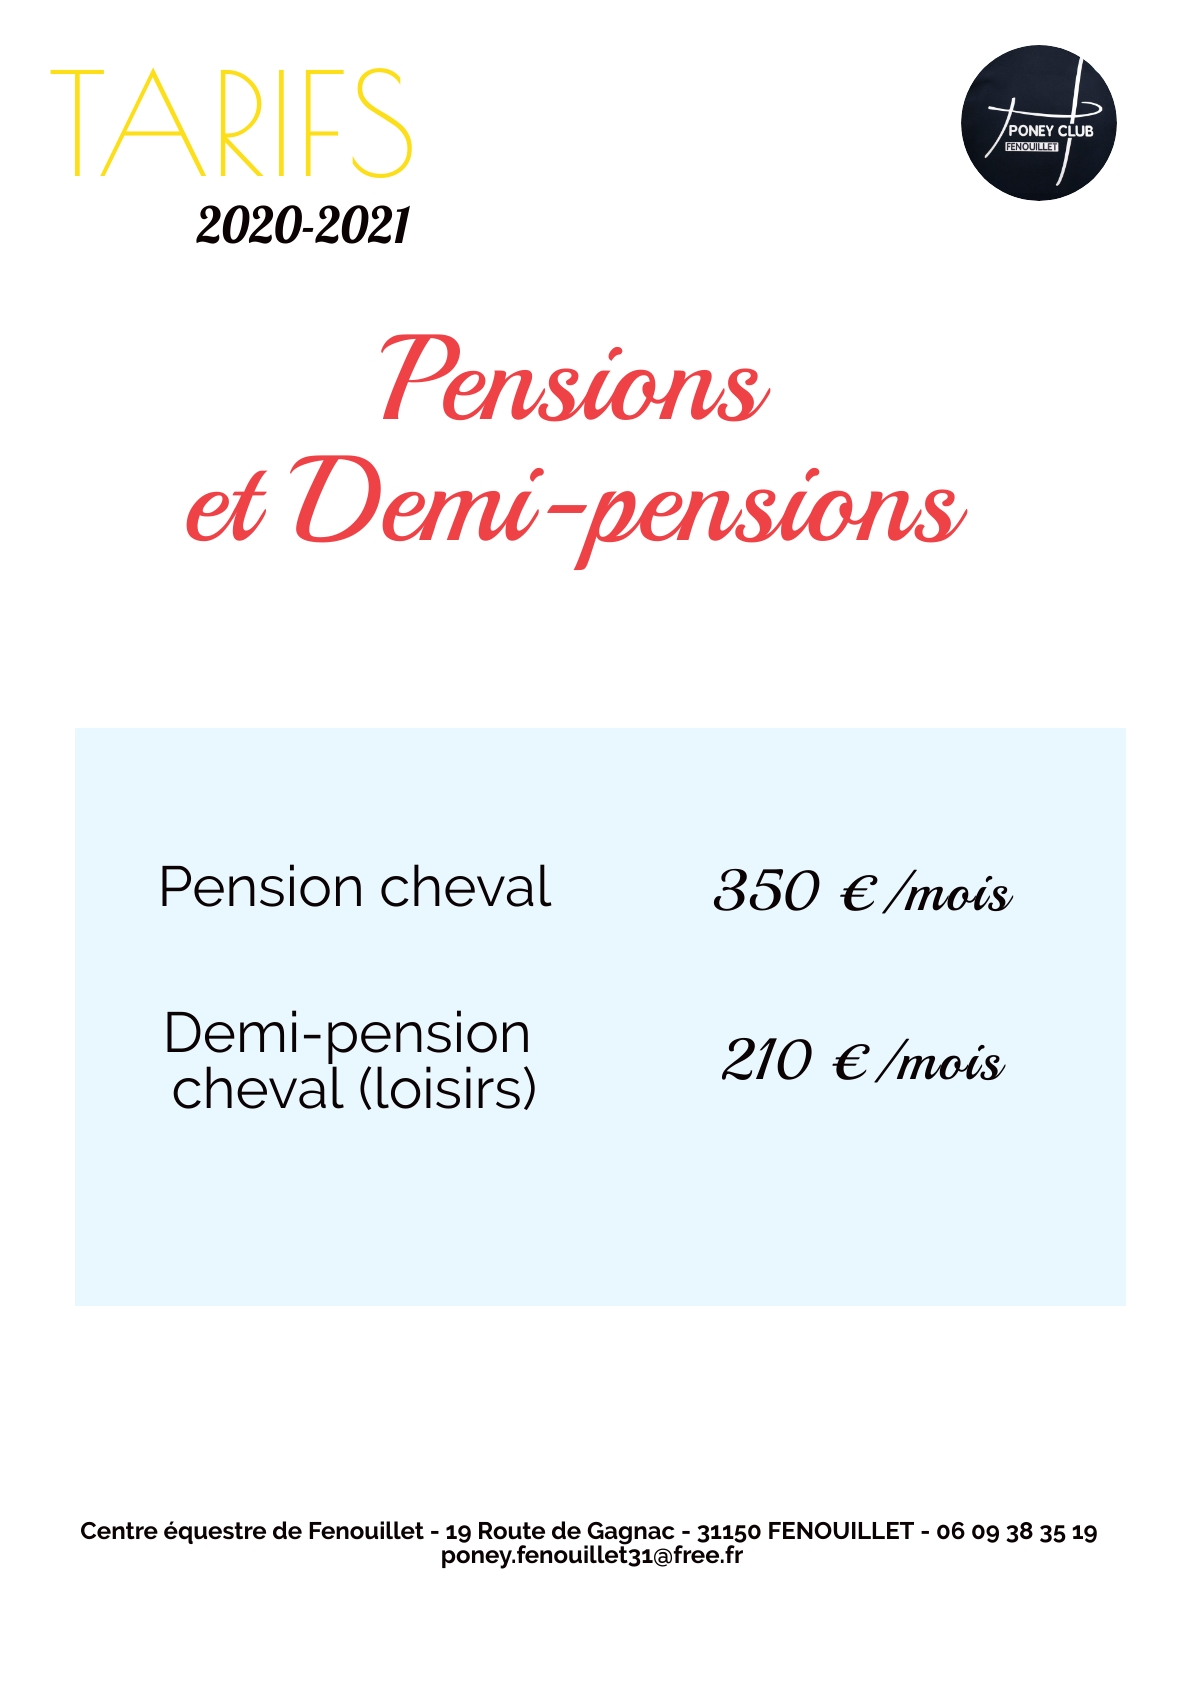 TARIFS
2020-2021
PONEY CLUB
FENOUILLET
Pensions
et Demi-pensions
Pension cheval 350 €/mois
Demi-pension
cheval (loisirs) 210 €/mois
Centre équestre de Fenouillet - 19 Route de Gagnac - 31150 FENOUILLET - 06 09 38 35 19
poney.fenouillet31@free.fr